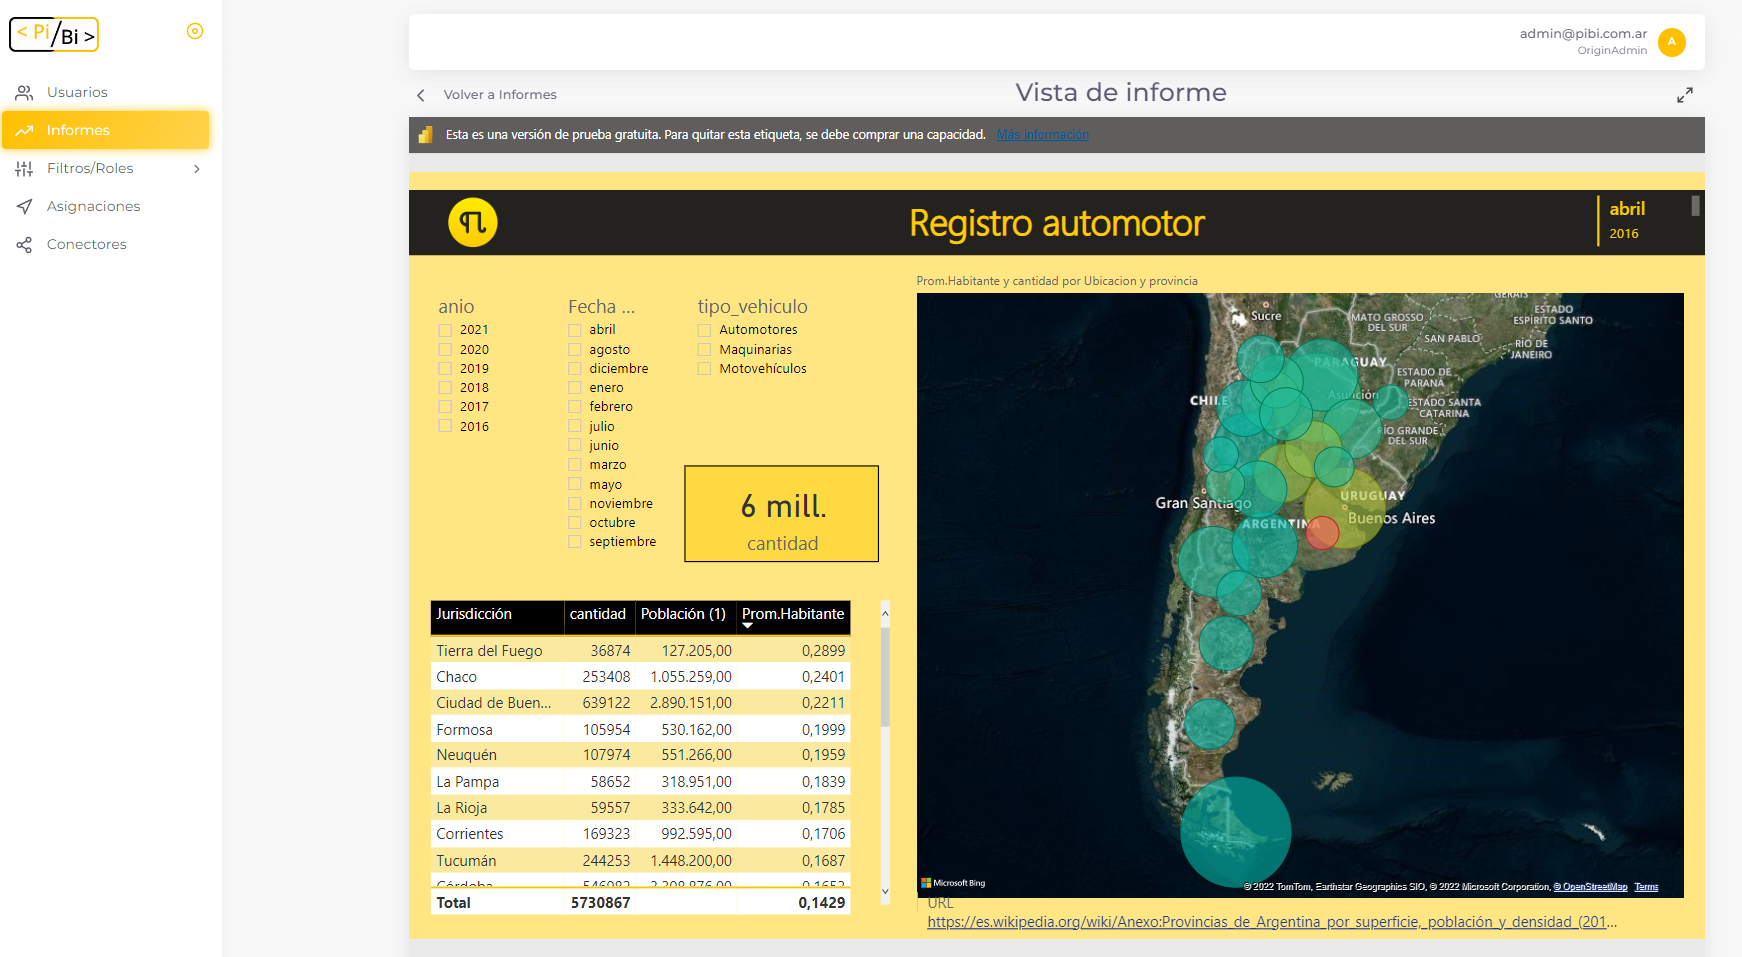 < Pi/Bi >
admin@pibi.com.ar
OriginAdmin
A
Usuarios
Informes
Filtros/Roles
Asignaciones
Conectores
Volver a Informes
Vista de informe
Esta es una versión de prueba gratuita. Para quitar esta etiqueta, se debe comprar una capacidad. Más información
Registro automotor
abril
2016
anio
2021
2020
2019
2018
2017
2016
Fecha ...
abril
agosto
diciembre
enero
febrero
julio
junio
marzo
mayo
noviembre
octubre
septiembre
tipo_vehiculo
Automotores
Maquinarias
Motovehículos
6 mill.
cantidad
Jurisdicción cantidad Población (1) Prom.Habitante
Tierra del Fuego 36874 127.205,00 0,2899
Chaco 253408 1.055.259,00 0,2401
Ciudad de Buen... 639122 2.890.151,00 0,2211
Formosa 105954 530.162,00 0,1999
Neuquén 107974 551.266,00 0,1959
La Pampa 58652 318.951,00 0,1839
La Rioja 59557 333.642,00 0,1785
Corrientes 169323 992.595,00 0,1706
Tucumán 244253 1.448.200,00 0,1687
Córdoba
Total 5730867 0,1429
Prom.Habitante y cantidad por Ubicacion y provincia
GERAIS
ESTADO
ESPÍRITO SANTO
Sucre
MATO GROSSO
DEL SUR
SAN PABLO
RÍO DE
JANEIRO
PARAGUAY
ESTADO DE
PARANÁ
Asunción
CHILE
ESTADO SANTA
CATARINA
RÍO GRANDE
DEL SUR
URUGUAY
Gran Santiago
Buenos Aires
ARGENTINA
Microsoft Bing
© 2022 TomTom, Earthstar Geographics SIO, © 2022 Microsoft Corporation, © OpenStreetMap Terms
URL
https://es.wikipedia.org/wiki/Anexo:Provincias_de_Argentina_por_superficie,_población_y_densidad_(201...